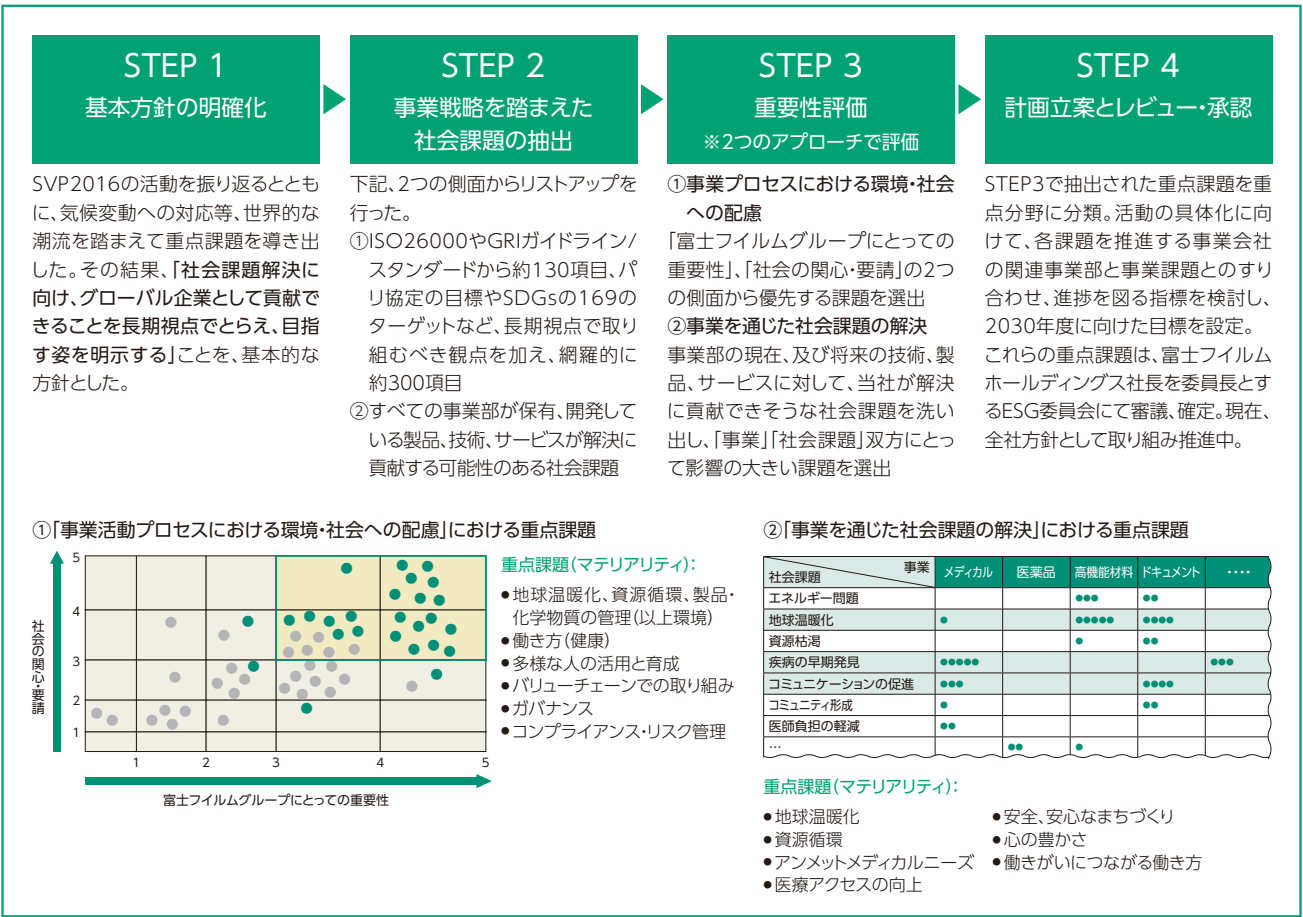 STEP 1
基本方針の明確化
SVP2016の活動を振り返るととも
に、気候変動への対応等、世界的な
潮流を踏まえて重点課題を導き出
した。その結果、「社会課題解決に
向け、グローバル企業として貢献で
きることを長期視点でとらえ、目指
す姿を明示する」ことを、基本的な
方針とした。
STEP 2
事業戦略を踏まえた
社会課題の抽出
下記、2つの側面からリストアップを
行った。
①ISO26000やGRIガイドライン/
スタンダードから約130項目、パ
リ協定の目標やSDGsの169の
ターゲットなど、長期視点で取り
組むべき観点を加え、網羅的に
約300項目
②すべての事業部が保有、開発して
いる製品、技術、サービスが解決に
貢献する可能性のある社会課題
STEP 3
重要性評価
※2つのアプローチで評価
①事業プロセスにおける環境・社会
への配慮
「富士フイルムグループにとっての
重要性」、「社会の関心・要請」の2つ
の側面から優先する課題を選出
②事業を通じた社会課題の解決
事業部の現在、及び将来の技術、製
品、サービスに対して、当社が解決
に貢献できそうな社会課題を洗い
出し、「事業」「社会課題」双方にとっ
て影響の大きい課題を選出
STEP 4
計画立案とレビュー・承認
STEP3で抽出された重点課題を重
点分野に分類。活動の具体化に向
けて、各課題を推進する事業会社
の関連事業部と事業課題とのすり
合わせ、進捗を図る指標を検討し、
2030年度に向けた目標を設定。
これらの重点課題は、富士フイルム
ホールディングス社長を委員長とす
るESG委員会にて審議、確定。現在、
全社方針として取り組み推進中。
①「事業活動プロセスにおける環境・社会への配慮」における重点課題
社会の関心・要請
5
4
3
2
1
1 2 3 4 5
富士フイルムグループにとっての重要性
重点課題(マテリアリティ):
●地球温暖化、資源循環、製品・
化学物質の管理(以上環境)
●働き方(健康)
●多様な人の活用と育成
●バリューチェーンでの取り組み
●ガバナンス
●コンプライアンス・リスク管理
②「事業を通じた社会課題の解決」における重点課題
社会課題 事業 メディカル 医薬品 高機能材料 ドキュメント ････
エネルギー問題 ●●● ●●
地球温暖化 ● ●●●●● ●●●●
資源枯渇 ● ●●
疾病の早期発見 ●●●●● ●●●
コミュニケーションの促進 ●●● ●●●●
コミュニティ形成 ● ●●
医師負担の軽減 ●●
… ●● ●
重点課題(マテリアリティ):
●地球温暖化
●資源循環
●アンメットメディカルニーズ
●医療アクセスの向上
●安全、安心なまちづくり
●心の豊かさ
●働きがいにつながる働き方